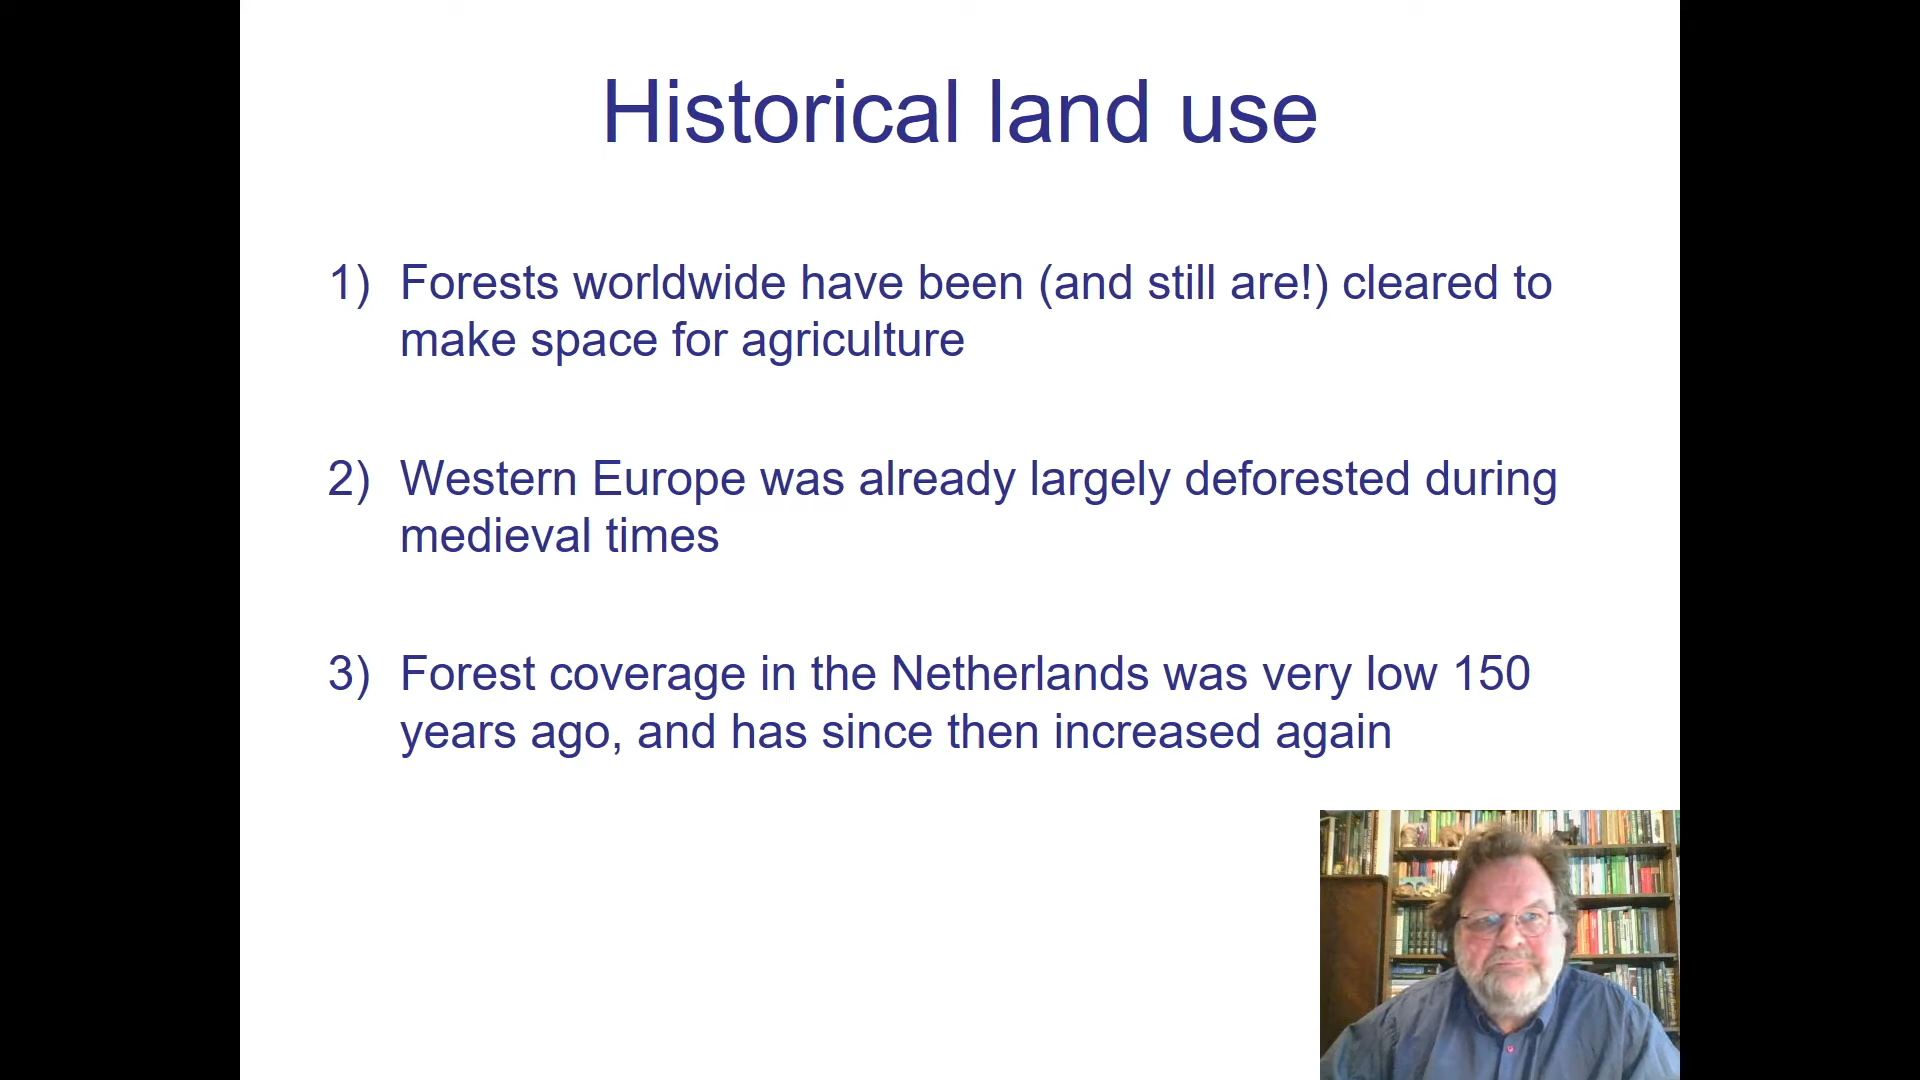 Historical land use
1) Forests worldwide have been (and still are!) cleared to
make space for agriculture
2) Western Europe was already largely deforested during
medieval times
3) Forest coverage in the Netherlands was very low 150
years ago, and has since then increased again